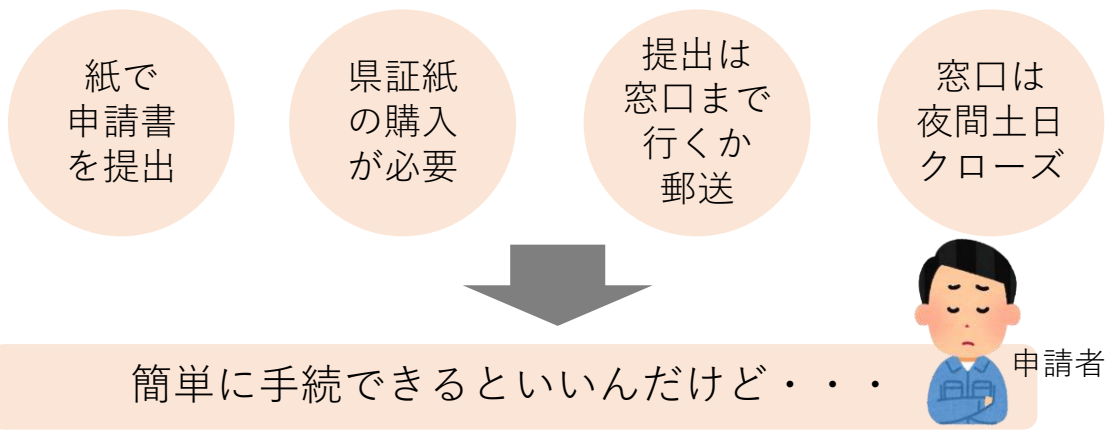 紙で
申請書
を提出
県証紙
の購入
が必要
提出は
窓口まで
行くか
郵送
窓口は
夜間土日
クローズ
簡単に手続できるといいんだけど・・・
申請者